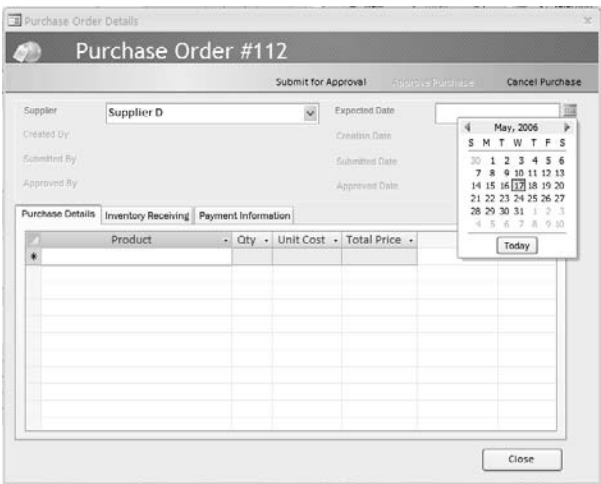 Purchase Order Details
Purchase Order #112
Submit for Approval Approve Purchase Cancel Purchase
Supplier Supplier D Expected Date
Created By Creation Date
Submitted By Submitted Date
Approved By Approved Date
May, 2006
S M T W T F S
30 1 2 3 4 5 6
7 8 9 10 11 12 13
14 15 16 17 18 19 20
21 22 23 24 25 26 27
28 29 30 31 1 2 3
4 5 6 7 8 9 10
Today
Purchase Details Inventory Receiving Payment Information
Product Qty Unit Cost Total Price
Close